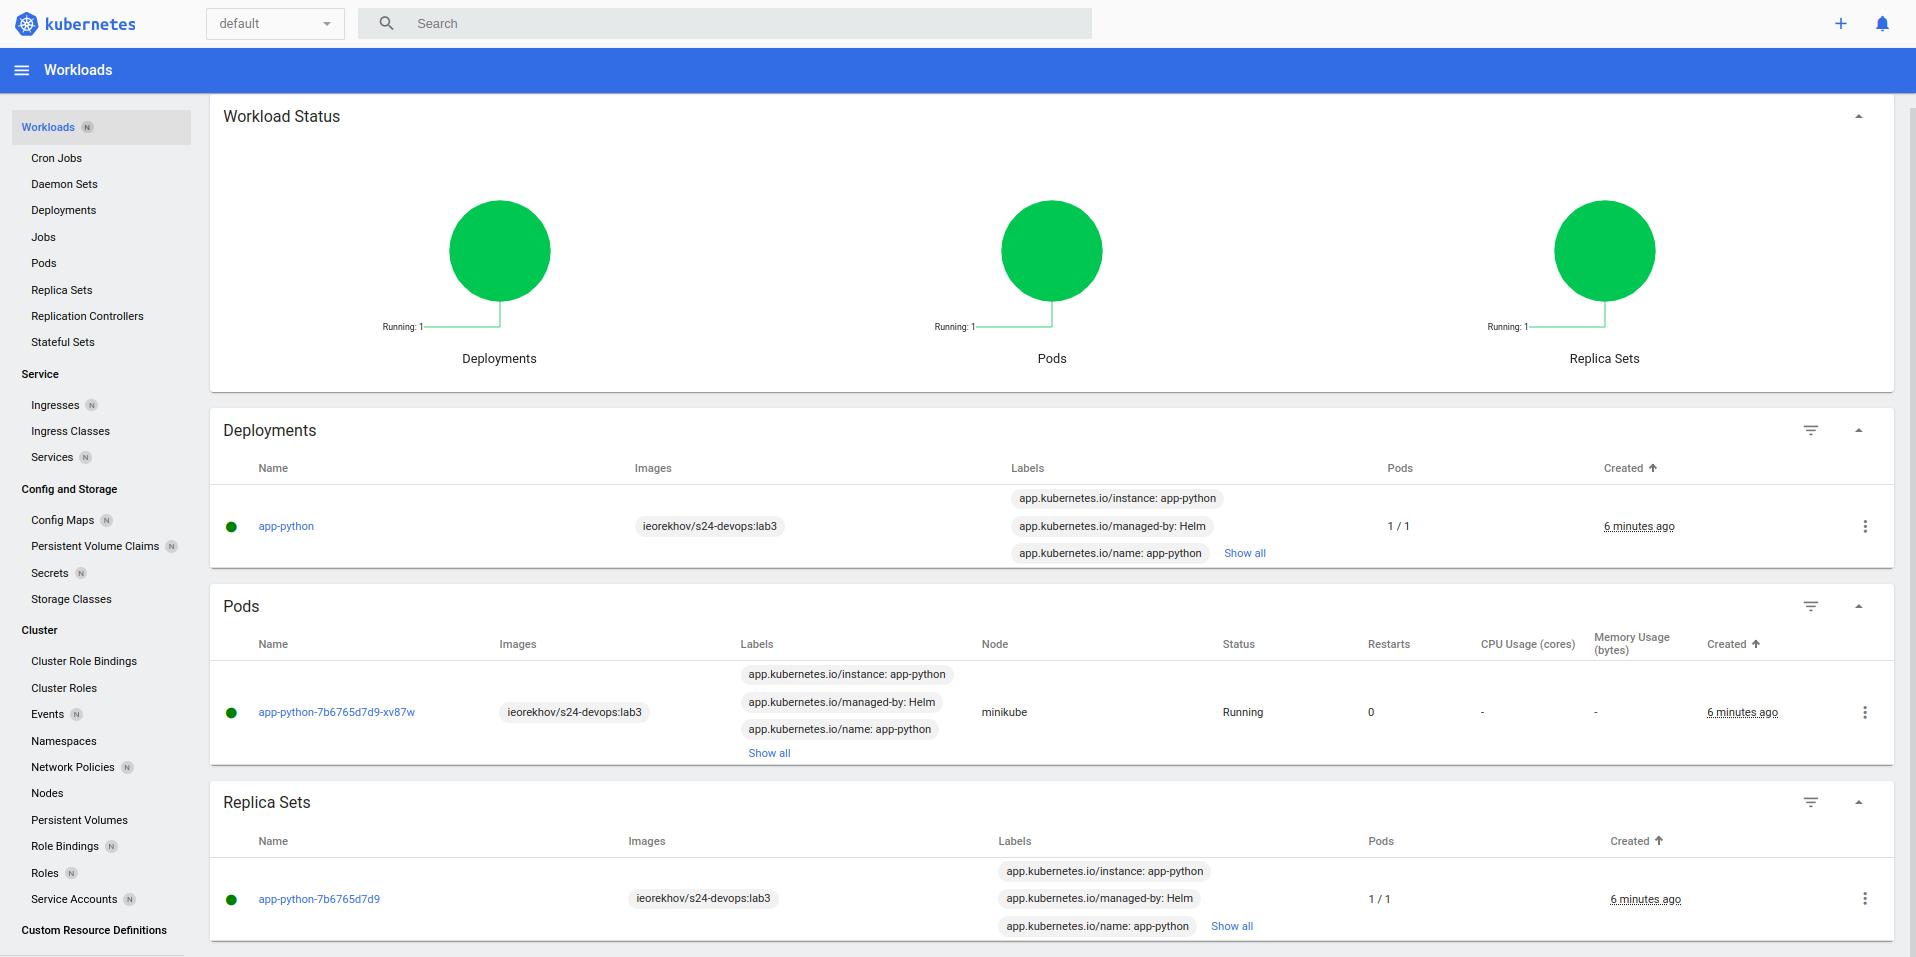 kubernetes
default
Search
Workloads
Workloads N
Cron Jobs
Daemon Sets
Deployments
Jobs
Pods
Replica Sets
Replication Controllers
Stateful Sets
Service
Ingresses N
Ingress Classes
Services N
Config and Storage
Config Maps N
Persistent Volume Claims N
Secrets N
Storage Classes
Cluster
Cluster Role Bindings
Cluster Roles
Events N
Namespaces
Network Policies N
Nodes
Persistent Volumes
Role Bindings N
Roles N
Service Accounts N
Custom Resource Definitions
Workload Status
Running: 1
Deployments
Running: 1
Pods
Running: 1
Replica Sets
Deployments
Name Images Labels Pods Created
app-python ieorekhov/s24-devops:lab3
app.kubernetes.io/instance: app-python
app.kubernetes.io/managed-by: Helm
app.kubernetes.io/name: app-python Show all
1 / 1 6 minutes ago
Pods
Name Images Labels Node Status Restarts CPU Usage (cores) Memory Usage
(bytes) Created
app-python-7b6765d7d9-xv87w ieorekhov/s24-devops:lab3
app.kubernetes.io/instance: app-python
app.kubernetes.io/managed-by: Helm
app.kubernetes.io/name: app-python
Show all
minikube Running 0 - - 6 minutes ago
Replica Sets
Name Images Labels Pods Created
app-python-7b6765d7d9 ieorekhov/s24-devops:lab3
app.kubernetes.io/instance: app-python
app.kubernetes.io/managed-by: Helm
app.kubernetes.io/name: app-python Show all
1 / 1 6 minutes ago